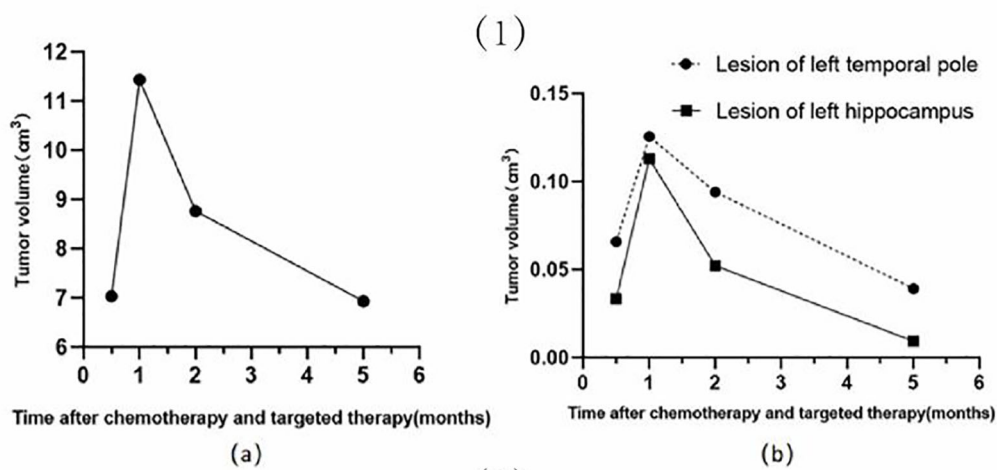 (1)
12
11
10
9
8
7
6
Tumor volume(cm³)
0 1 2 3 4 5 6
Time after chemotherapy and targeted therapy(months)
(a)
Lesion of left temporal pole
Lesion of left hippocampus
0.15
0.10
0.05
0.00
Tumor volume(cm³)
0 1 2 3 4 5 6
Time after chemotherapy and targeted therapy(months)
(b)